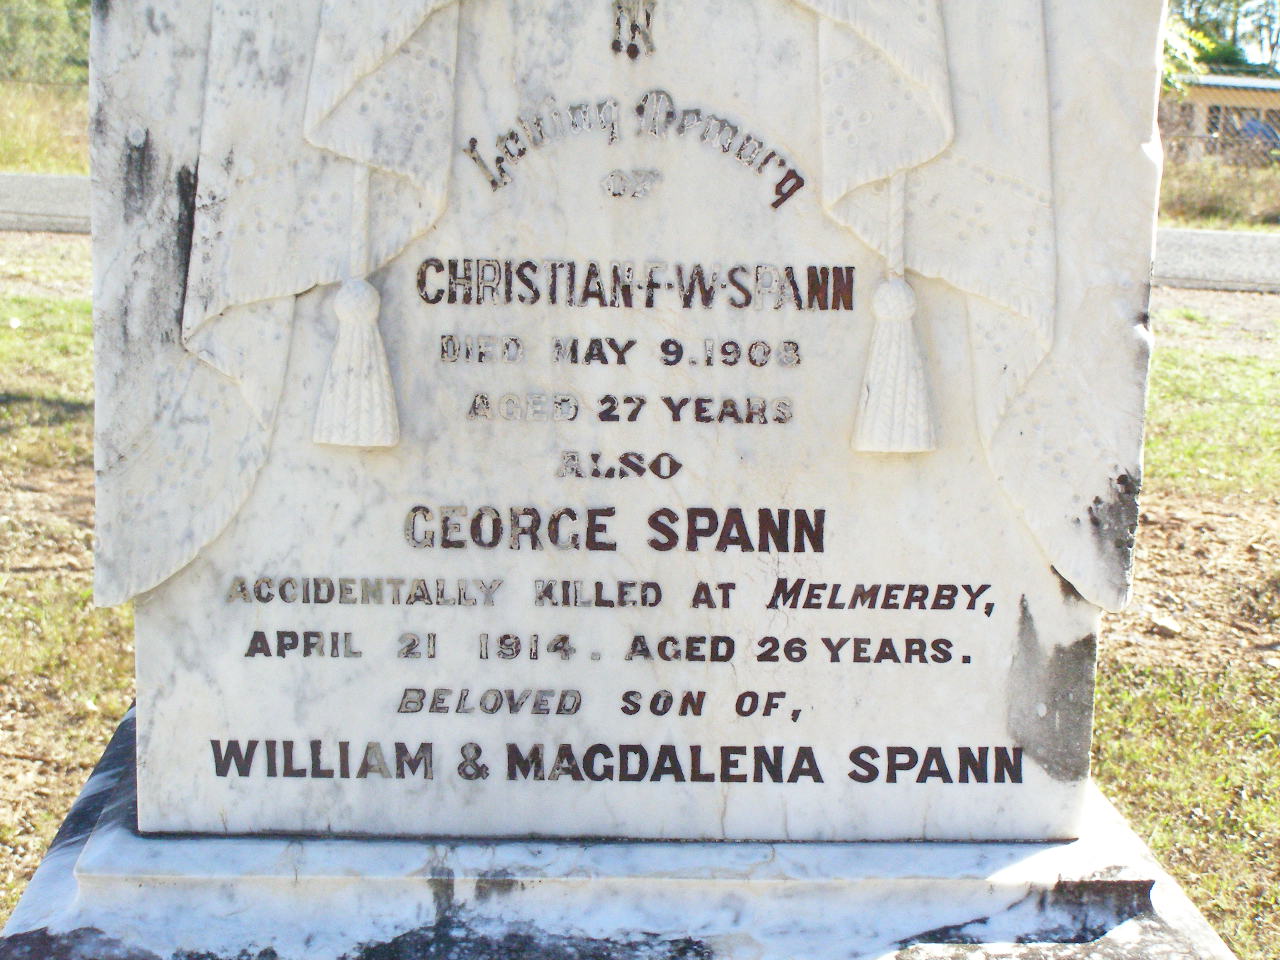 IN
Loving Memory
OF
CHRISTIAN·F·W·SPANN
DIED MAY 9.1908
AGED 27 YEARS
ALSO
GEORGE SPANN
ACCIDENTALLY KILLED AT MELMERBY,
APRIL 21 1914. AGED 26 YEARS.
BELOVED SON OF,
WILLIAM & MAGDALENA SPANN